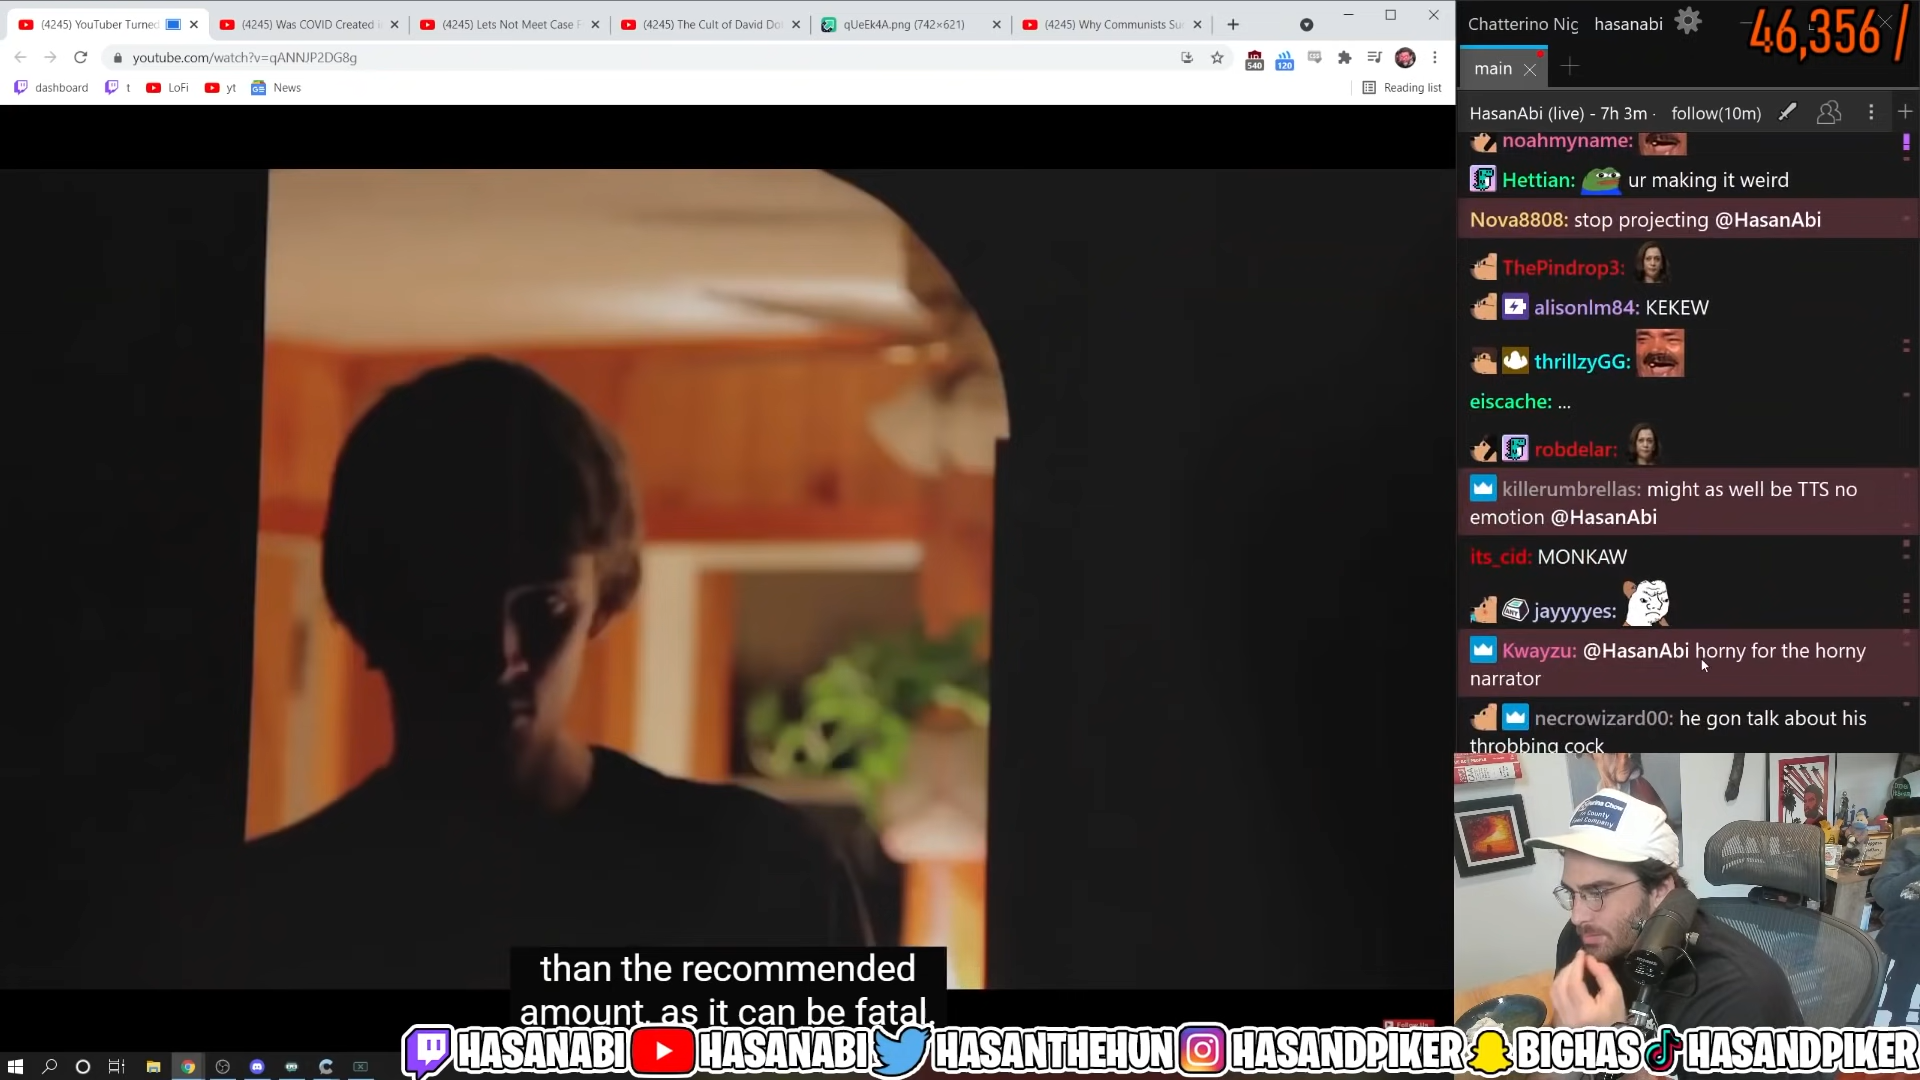 (4245) YouTuber Turned
(4245) Was COVID Created i
(4245) Lets Not Meet Case F
(4245) The Cult of David Do
qUeEk4A.png (742×621)
(4245) Why Communists Su
youtube.com/watch?v=qANNJP2DG8g
540
120
dashboard
t
LoFi
yt
News
Reading list
than the recommended
amount, as it can be fatal.
Chatterino Nig
hasanabi
46,356 /
main
HasanAbi (live) - 7h 3m ·
follow(10m)
noahmyname:
Hettian: ur making it weird
Nova8808: stop projecting @HasanAbi
ThePindrop3:
alisonlm84: KEKEW
thrillzyGG:
eiscache: ...
robdelar:
killerumbrellas: might as well be TTS no
emotion @HasanAbi
its_cid: MONKAW
jayyyyes:
Kwayzu: @HasanAbi horny for the horny
narrator
necrowizard00: he gon talk about his
throbbing cock
HASANABI HASANABI HASANTHEHUN HASANDPIKER BIGHAS HASANDPIKER